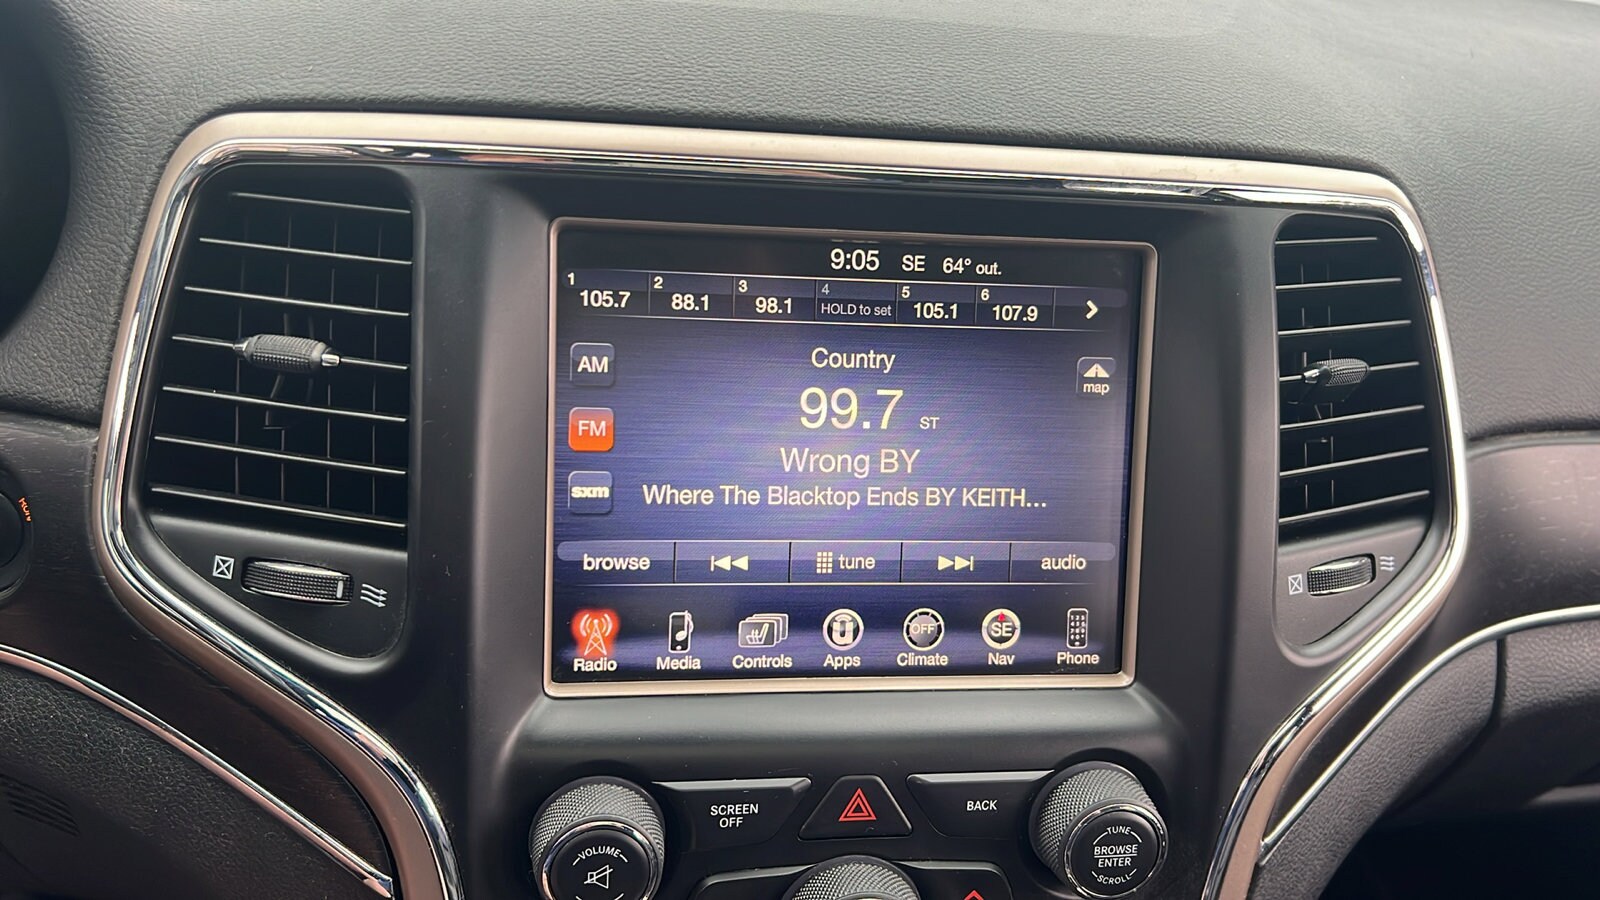 9:05 SE 64° out.
1 105.7 2 88.1 3 98.1 4 HOLD to set 5 105.1 6 107.9
AM
Country
map
99.7 ST
FM
Wrong BY
sxm
Where The Blacktop Ends BY KEITH...
browse tune audio
OFF SE
Radio Media Controls Apps Climate Nav Phone
SCREEN OFF
BACK
VOLUME
TUNE
BROWSE
ENTER
SCROLL